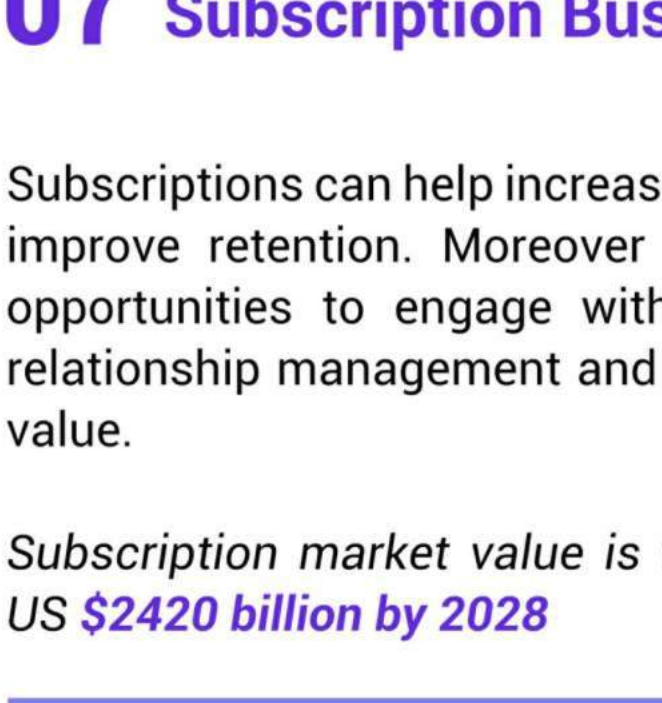 07 Subscription Bus
Subscriptions can help increas
improve retention. Moreover
opportunities to engage with
relationship management and
value.
Subscription market value is
US $2420 billion by 2028